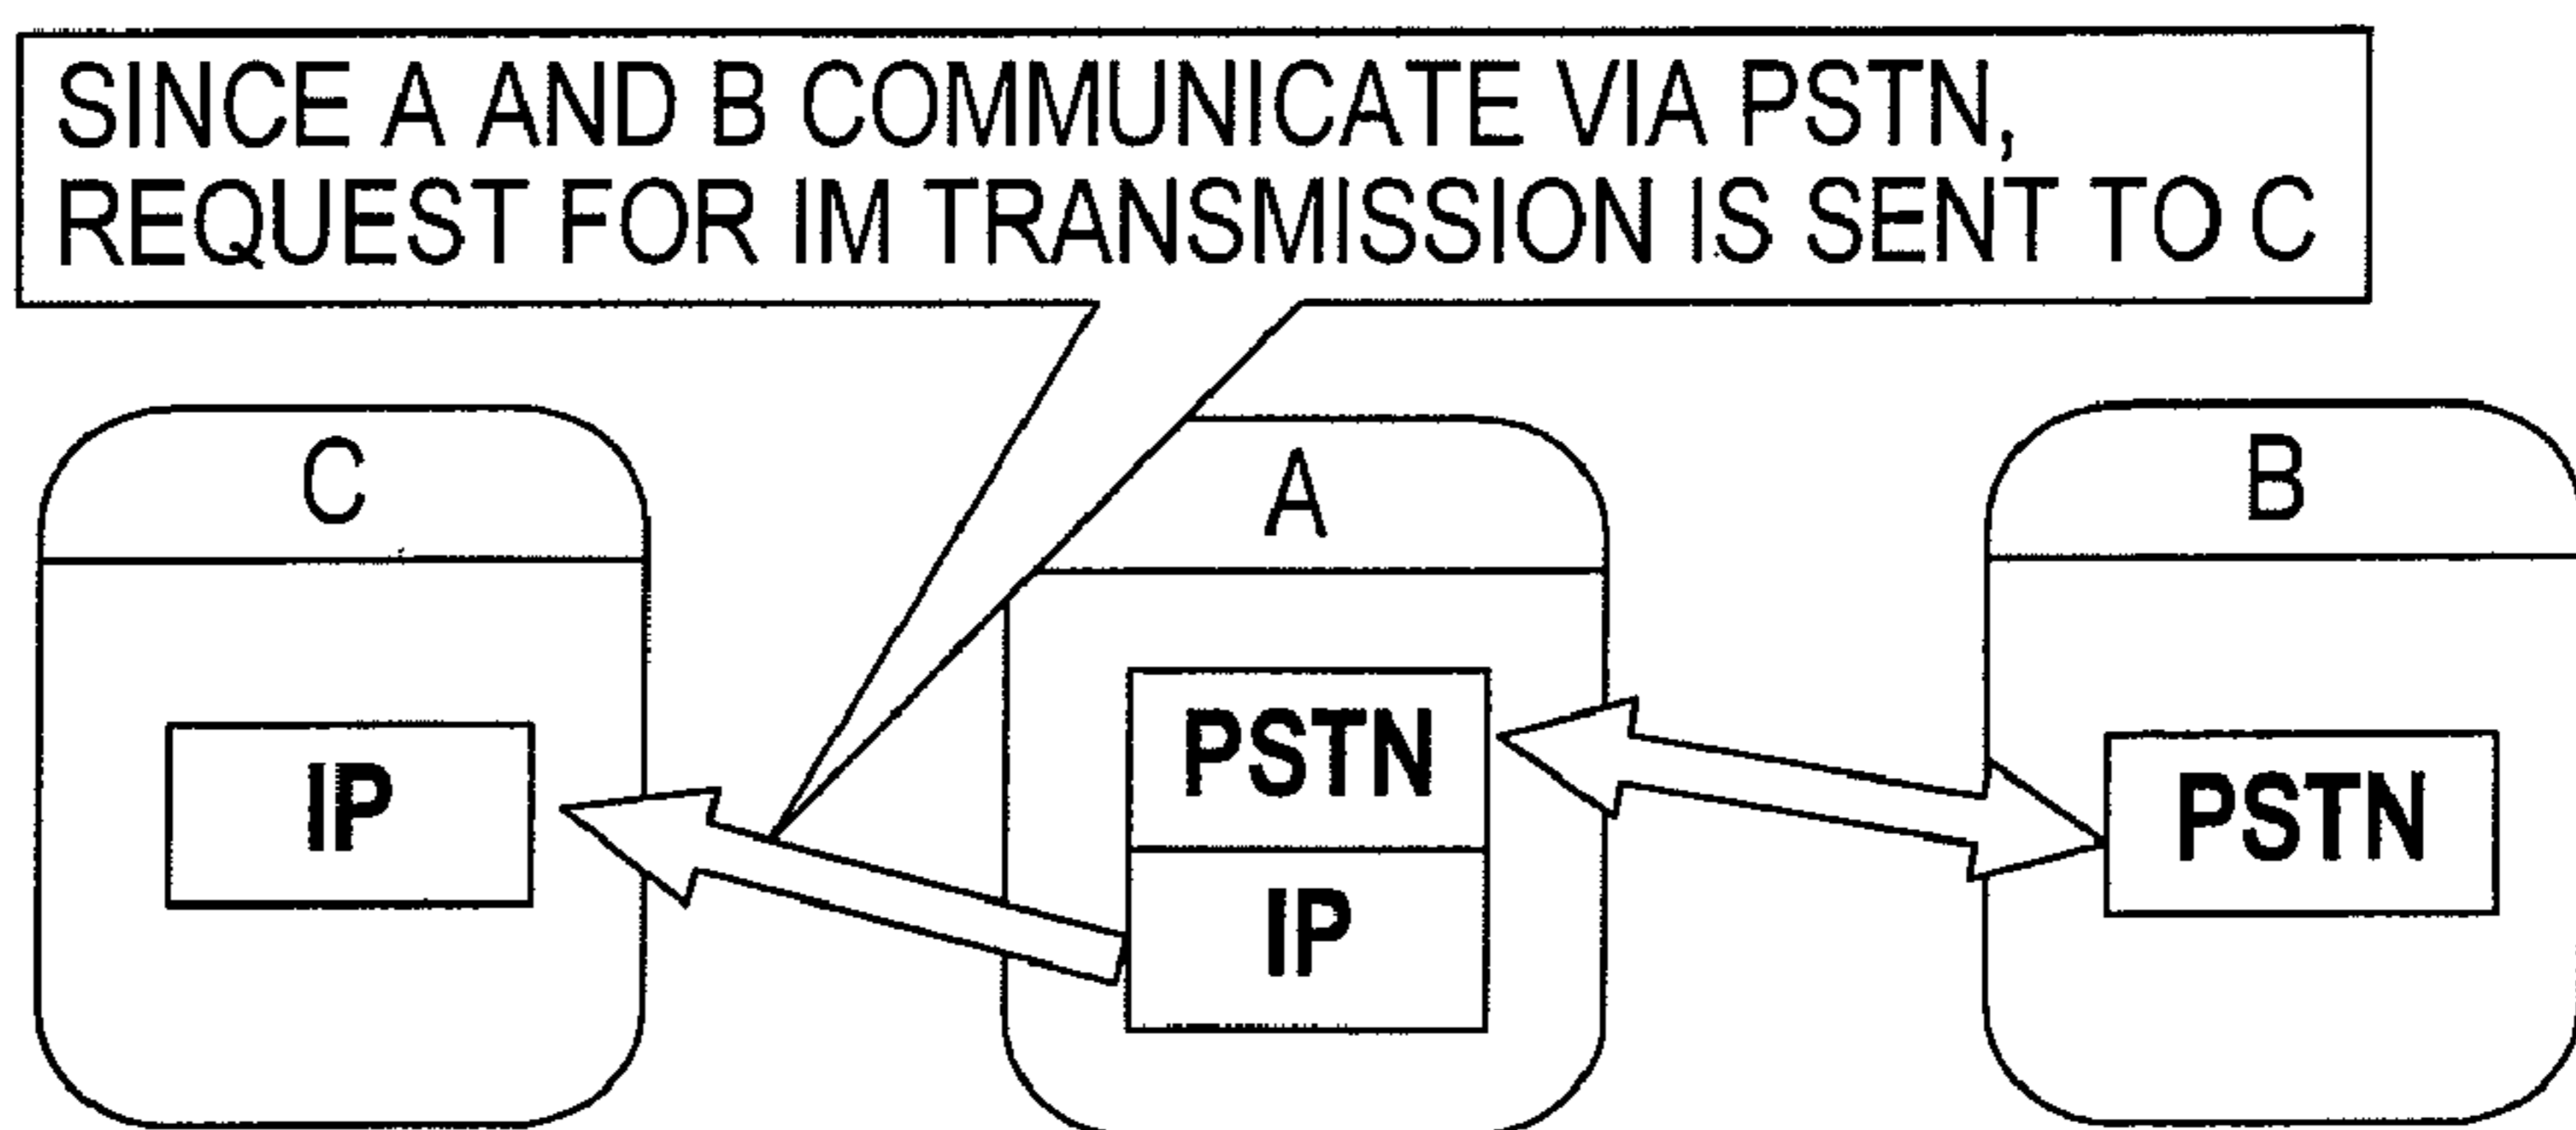 SINCE A AND B COMMUNICATE VIA PSTN,
REQUEST FOR IM TRANSMISSION IS SENT TO C
C
A
B
IP
PSTN
IP
PSTN